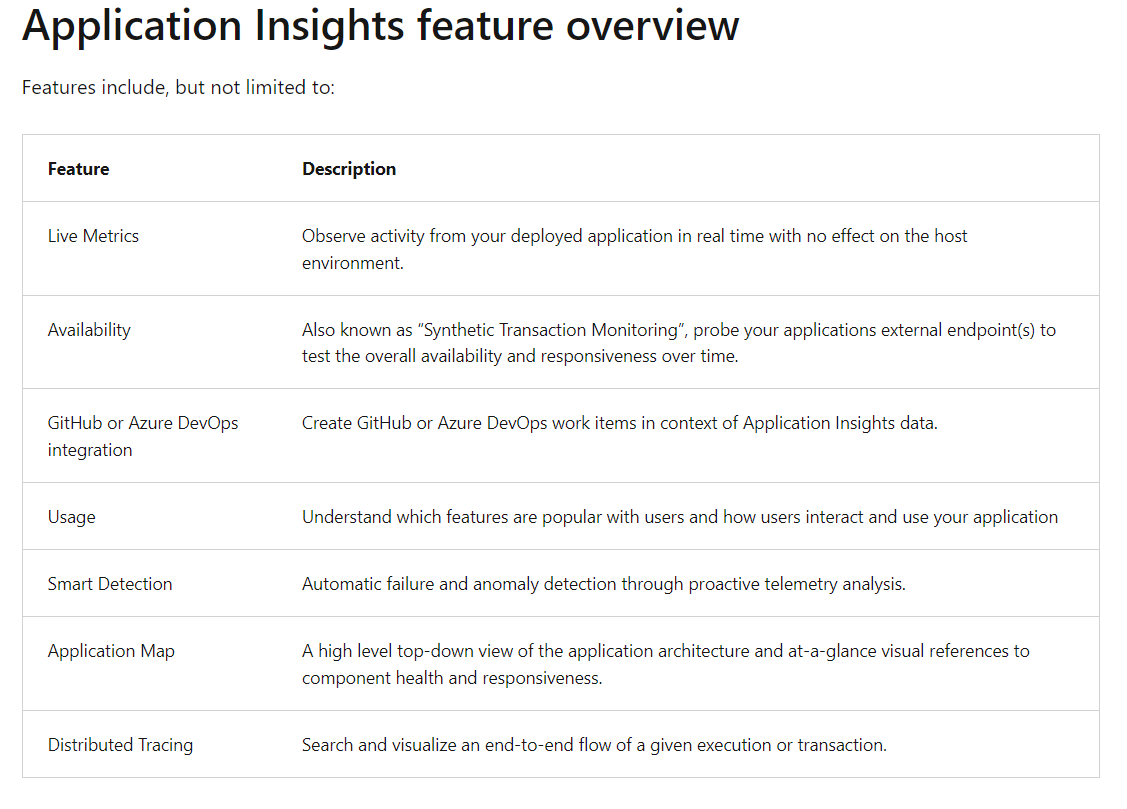 Application Insights feature overview
Features include, but not limited to:
Feature
Description
Live Metrics
Observe activity from your deployed application in real time with no effect on the host
environment.
Availability
Also known as “Synthetic Transaction Monitoring”, probe your applications external endpoint(s) to
test the overall availability and responsiveness over time.
GitHub or Azure DevOps
integration
Create GitHub or Azure DevOps work items in context of Application Insights data.
Usage
Understand which features are popular with users and how users interact and use your application
Smart Detection
Automatic failure and anomaly detection through proactive telemetry analysis.
Application Map
A high level top-down view of the application architecture and at-a-glance visual references to
component health and responsiveness.
Distributed Tracing
Search and visualize an end-to-end flow of a given execution or transaction.